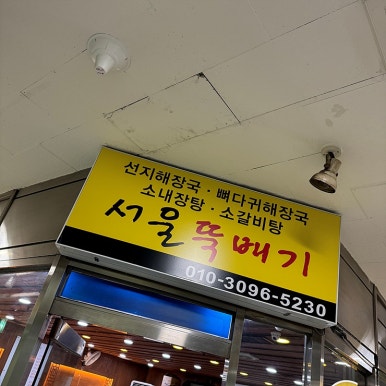 선지해장국 · 뼈다귀해장국
소내장탕 · 소갈비탕
서울뚝배기
010-3096-5230